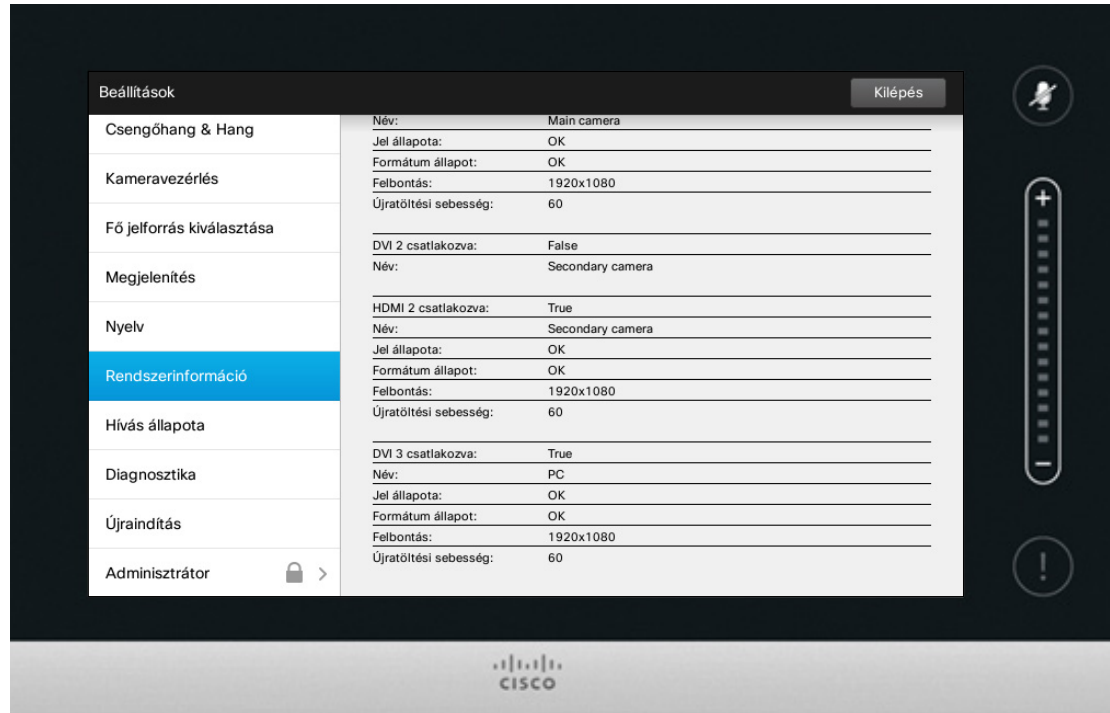 Beállítások
Kilépés
Csengőhang & Hang
Kameravezérlés
Fő jelforrás kiválasztása
Megjelenítés
Nyelv
Rendszerinformáció
Hívás állapota
Diagnosztika
Újraindítás
Adminisztrátor
Név: Main camera
Jel állapota: OK
Formátum állapot: OK
Felbontás: 1920x1080
Újratöltési sebesség: 60
DVI 2 csatlakozva: False
Név: Secondary camera
HDMI 2 csatlakozva: True
Név: Secondary camera
Jel állapota: OK
Formátum állapot: OK
Felbontás: 1920x1080
Újratöltési sebesség: 60
DVI 3 csatlakozva: True
Név: PC
Jel állapota: OK
Formátum állapot: OK
Felbontás: 1920x1080
Újratöltési sebesség: 60
+
–
!
CISCO